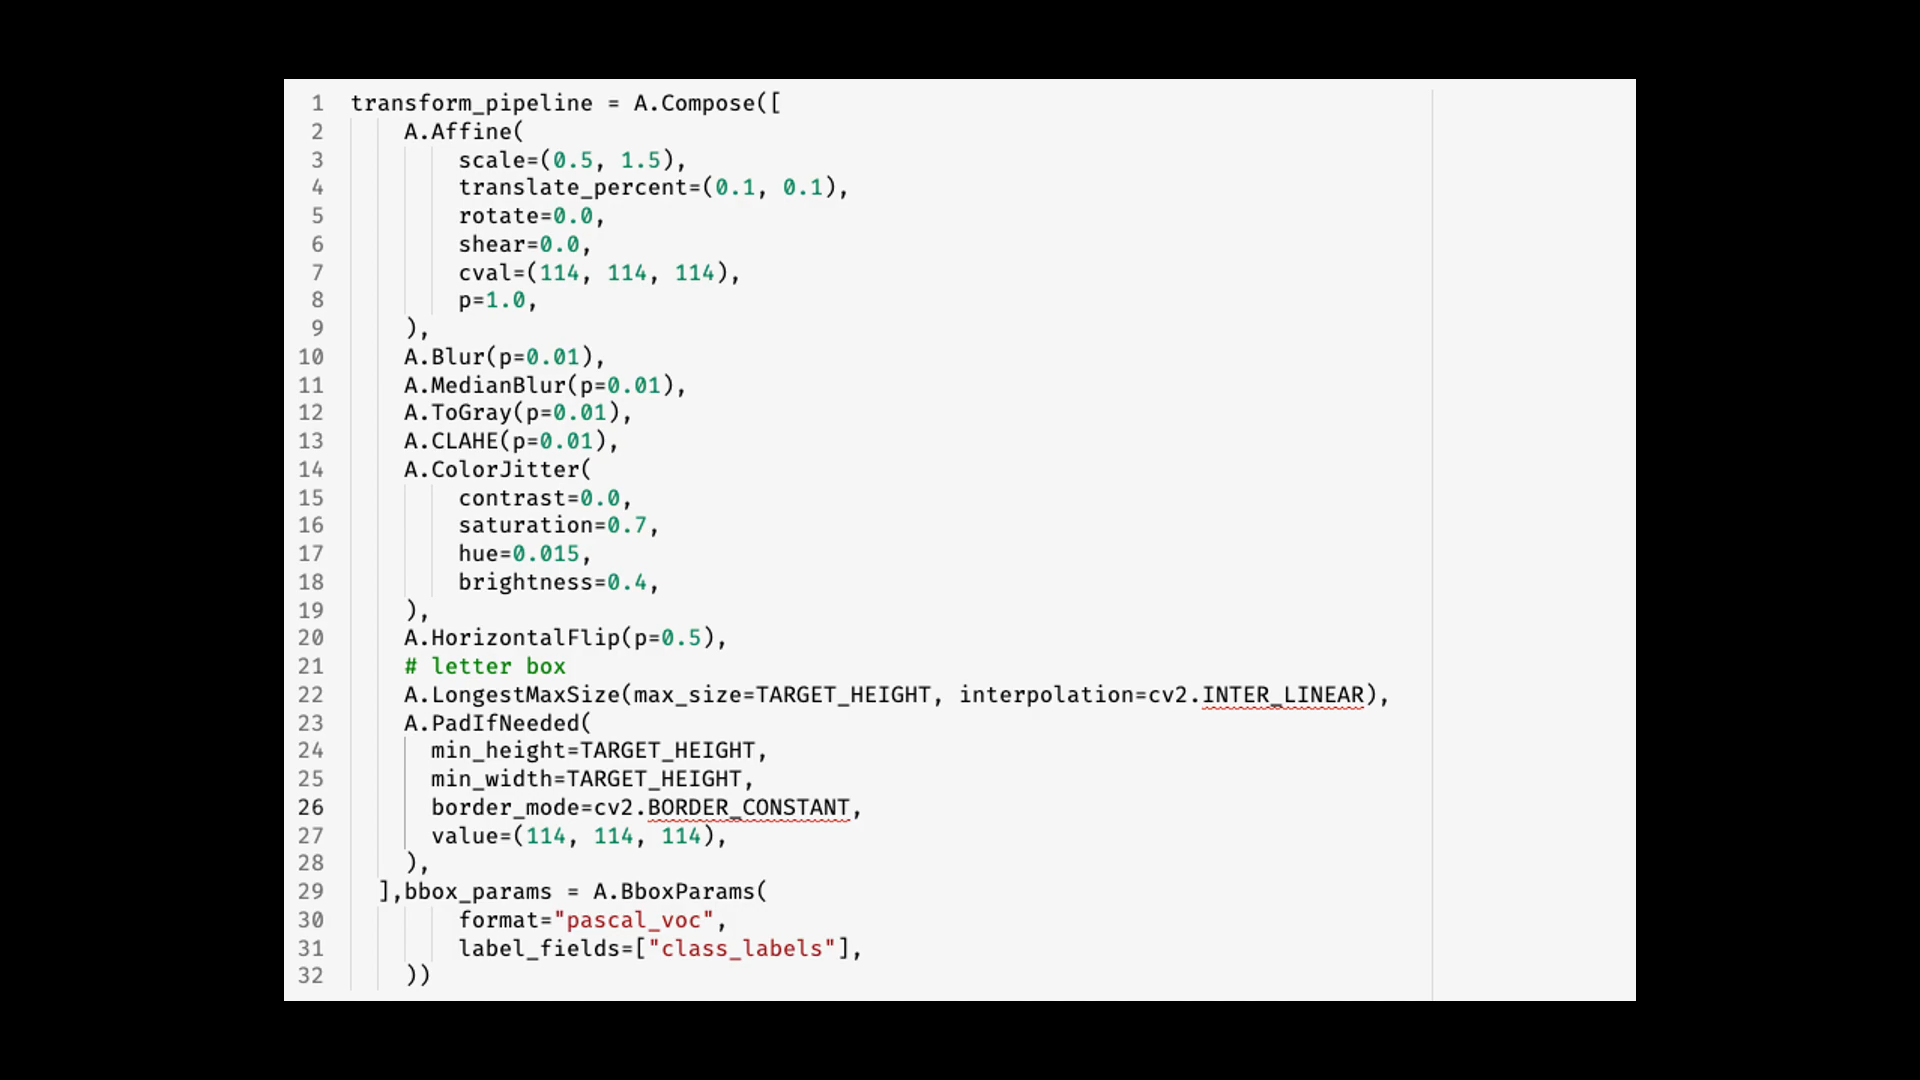 1 transform_pipeline = A.Compose([
2 A.Affine(
3 scale=(0.5, 1.5),
4 translate_percent=(0.1, 0.1),
5 rotate=0.0,
6 shear=0.0,
7 cval=(114, 114, 114),
8 p=1.0,
9 ),
10 A.Blur(p=0.01),
11 A.MedianBlur(p=0.01),
12 A.ToGray(p=0.01),
13 A.CLAHE(p=0.01),
14 A.ColorJitter(
15 contrast=0.0,
16 saturation=0.7,
17 hue=0.015,
18 brightness=0.4,
19 ),
20 A.HorizontalFlip(p=0.5),
21 # letter box
22 A.LongestMaxSize(max_size=TARGET_HEIGHT, interpolation=cv2.INTER_LINEAR),
23 A.PadIfNeeded(
24 min_height=TARGET_HEIGHT,
25 min_width=TARGET_HEIGHT,
26 border_mode=cv2.BORDER_CONSTANT,
27 value=(114, 114, 114),
28 ),
29 ],bbox_params = A.BboxParams(
30 format="pascal_voc",
31 label_fields=["class_labels"],
32 ))